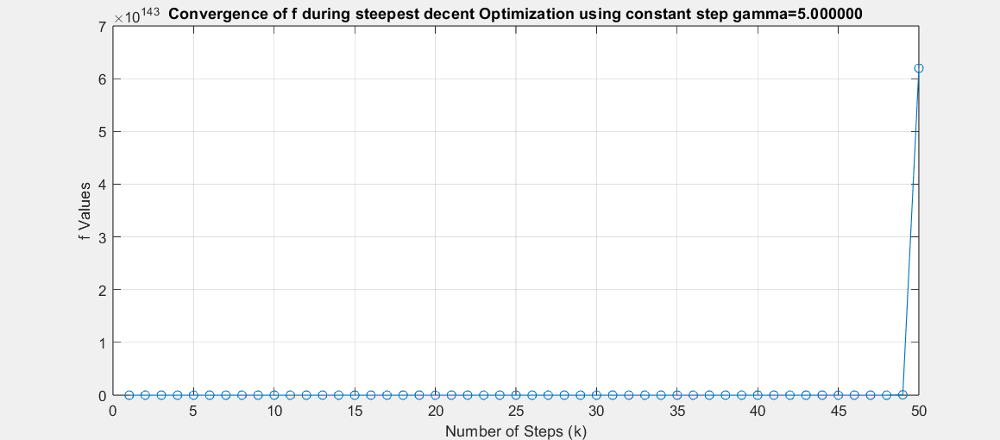 ×10^143 Convergence of f during steepest decent Optimization using constant step gamma=5.000000
7
6
5
4
3
2
1
0
f Values
0 5 10 15 20 25 30 35 40 45 50
Number of Steps (k)